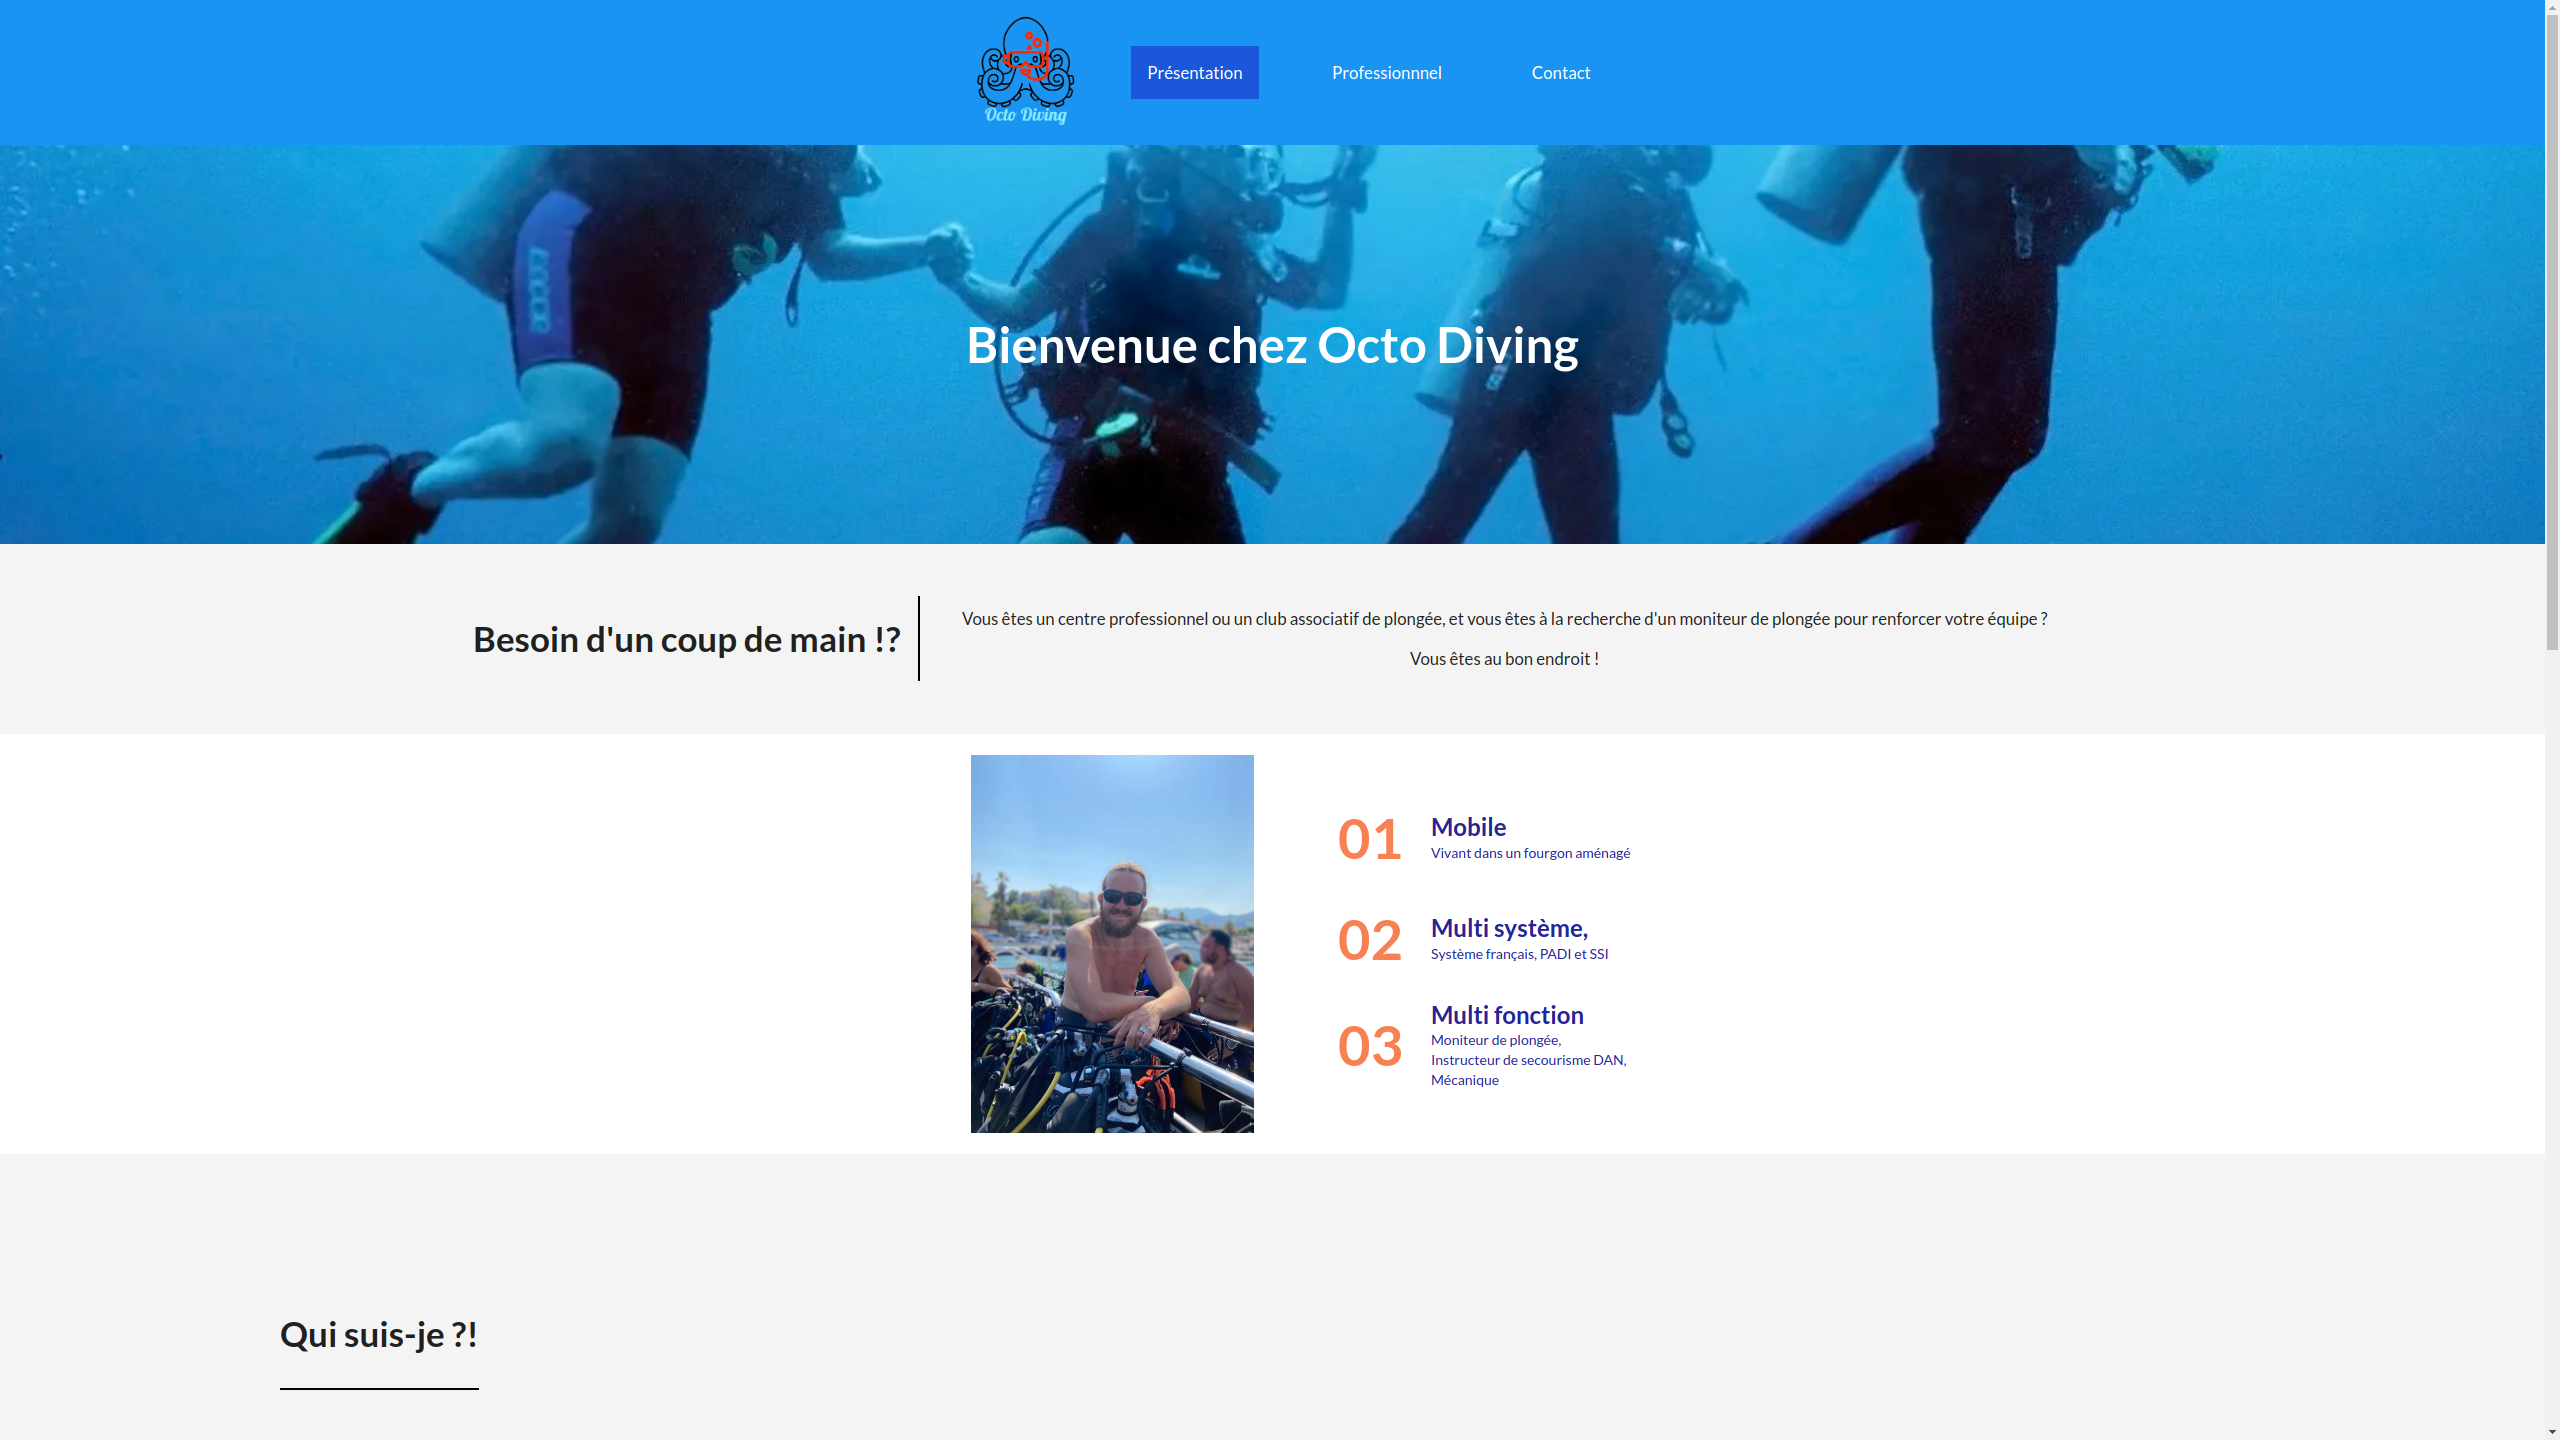 Octo Diving
Présentation
Professionnnel
Contact
Bienvenue chez Octo Diving
Besoin d'un coup de main !?
Vous êtes un centre professionnel ou un club associatif de plongée, et vous êtes à la recherche d'un moniteur de plongée pour renforcer votre équipe ?
Vous êtes au bon endroit !
01
Mobile
Vivant dans un fourgon aménagé
02
Multi système,
Système français, PADI et SSI
03
Multi fonction
Moniteur de plongée,
Instructeur de secourisme DAN,
Mécanique
Qui suis-je ?!